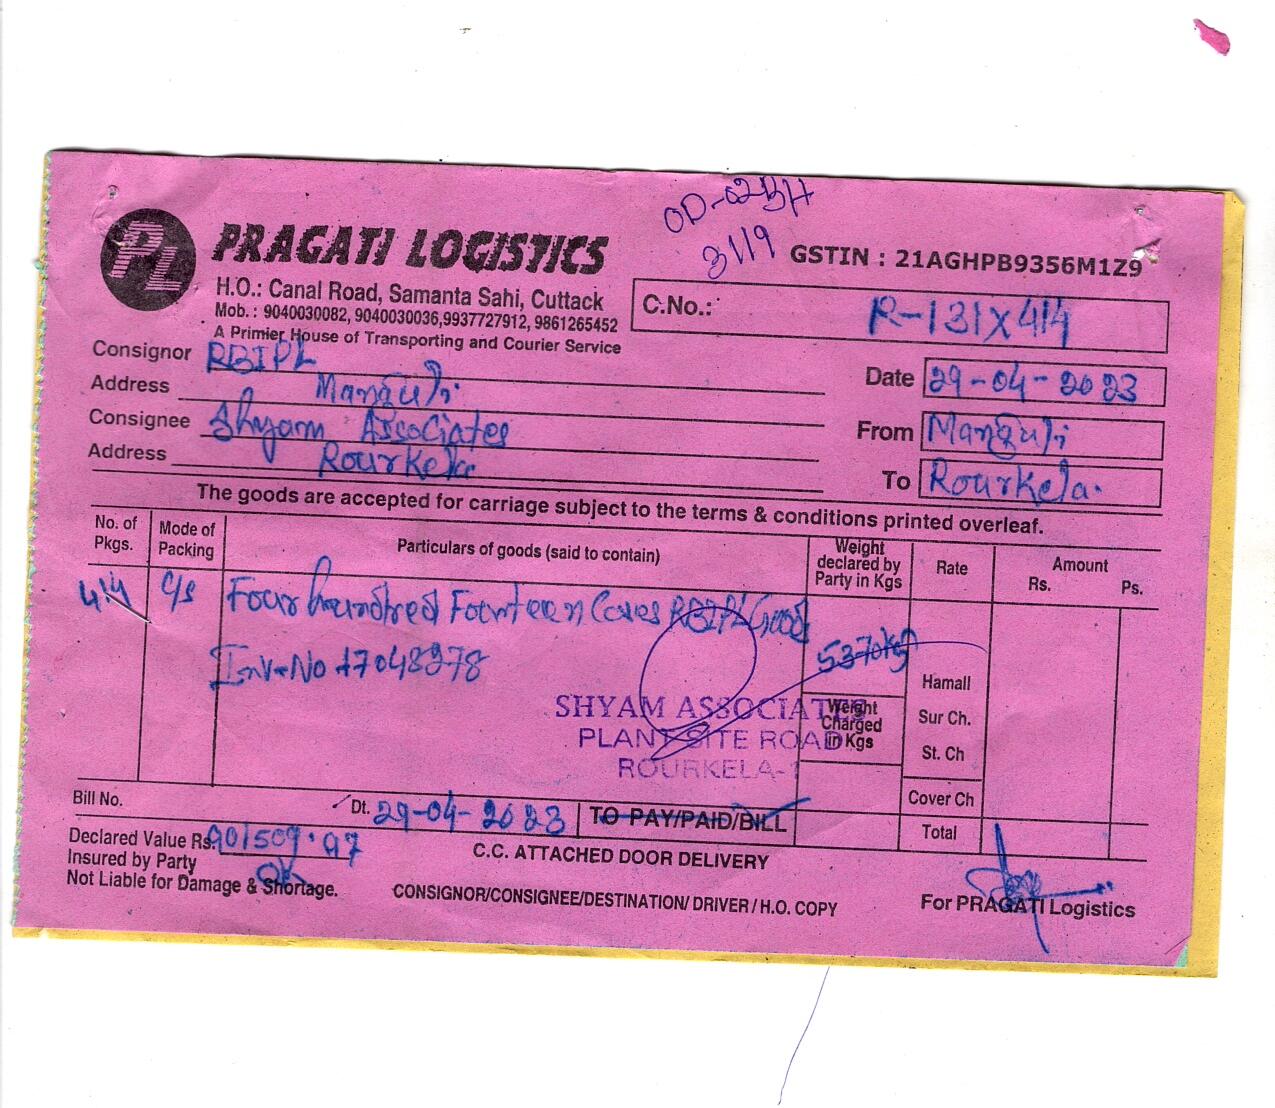 OD-02BH
3119
PL PRAGATI LOGISTICS
GSTIN : 21AGHPB9356M1Z9
H.O.: Canal Road, Samanta Sahi, Cuttack
Mob.: 9040030082, 9040030036,9937727912, 9861265452
A Primier House of Transporting and Courier Service
C.No.: R-131X414
Consignor RBIPL
Date 29-04-2023
Address Manguli
From Manguli
Consignee Shyam Associates
Address Rourkela
To Rourkela.
The goods are accepted for carriage subject to the terms & conditions printed overleaf.
No. of Pkgs. Mode of Packing Particulars of goods (said to contain) Weight declared by Party in Kgs Rate Amount Rs. Ps.
414 C/s Four hundred Fourteen Cases RBIPL Goods
5370kg
Inv-No 17048278
Hamall
SHYAM ASSOCIATES
PLANT SITE ROAD
ROURKELA-1
Weight Charged in Kgs
Sur Ch.
St. Ch
Cover Ch
Bill No. Dt. 29-04-2023 TO PAY/PAID/BILL
Total
Declared Value Rs. 901509.97
Insured by Party
C.C. ATTACHED DOOR DELIVERY
Not Liable for Damage & Shortage.
CONSIGNOR/CONSIGNEE/DESTINATION/ DRIVER / H.O. COPY
For PRAGATI Logistics